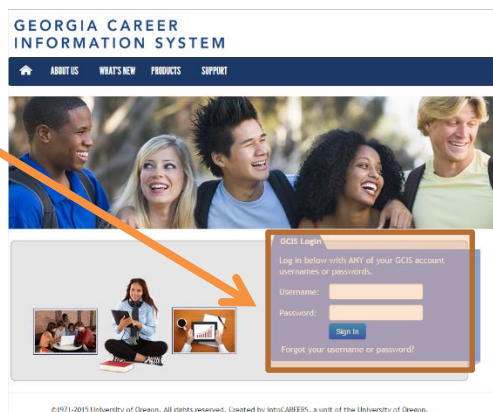 GEORGIA CAREER
INFORMATION SYSTEM
ABOUT US WHAT'S NEW PRODUCTS SUPPORT
GCIS Login
Log in below with ANY of your GCIS account
usernames or passwords.
Username:
Password:
Sign In
Forgot your username or password?
©1971-2015 University of Oregon. All rights reserved. Created by intoCAREERS, a unit of the University of Oregon.